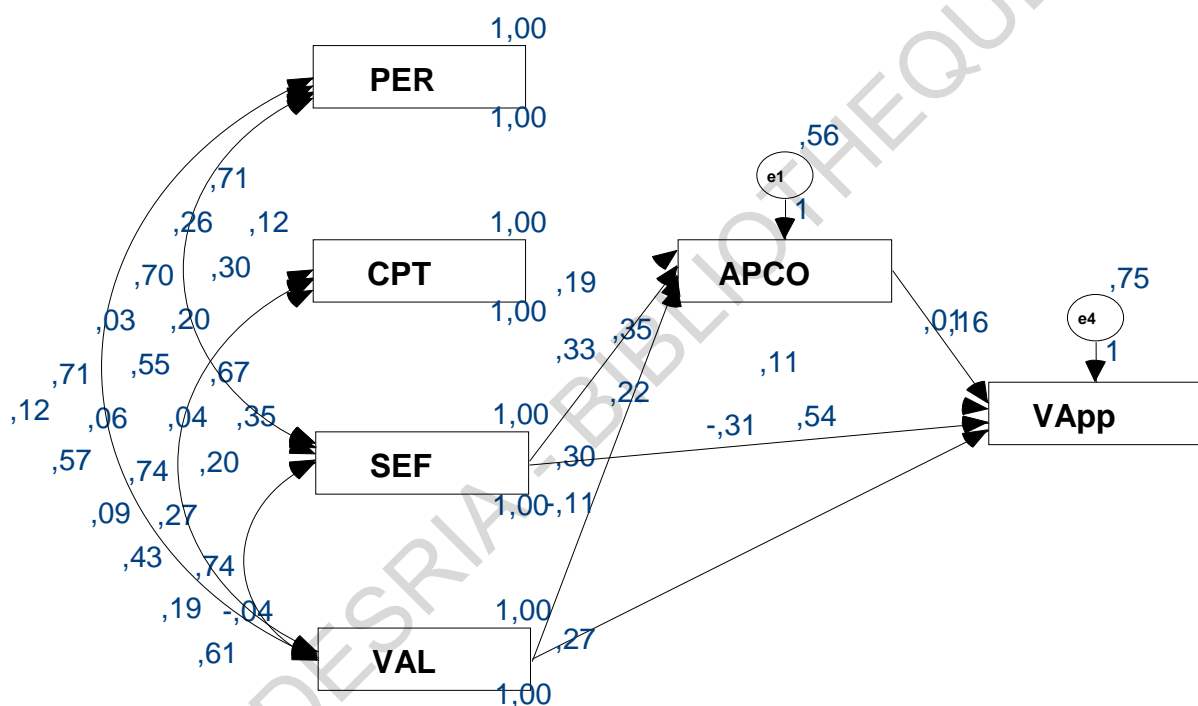 1,00
PER
1,00
,56
e1
,71
1
,26 ,12
1,00
CPT
APCO
,70 ,30
,19
,75
1,00
,03 ,20
,35
,01 ,16
e4
,33
,55 ,67
,11
1
,71
,22
,12 ,06 ,04 ,35
1,00
-,31 ,54
VApp
,57 ,74 ,20
SEF
,30
,09 ,27
1,00
-,11
,43 ,74
,19 -,04
1,00
,61
VAL
,27
1,00
DESRIA - BIBLIOTHEQUE